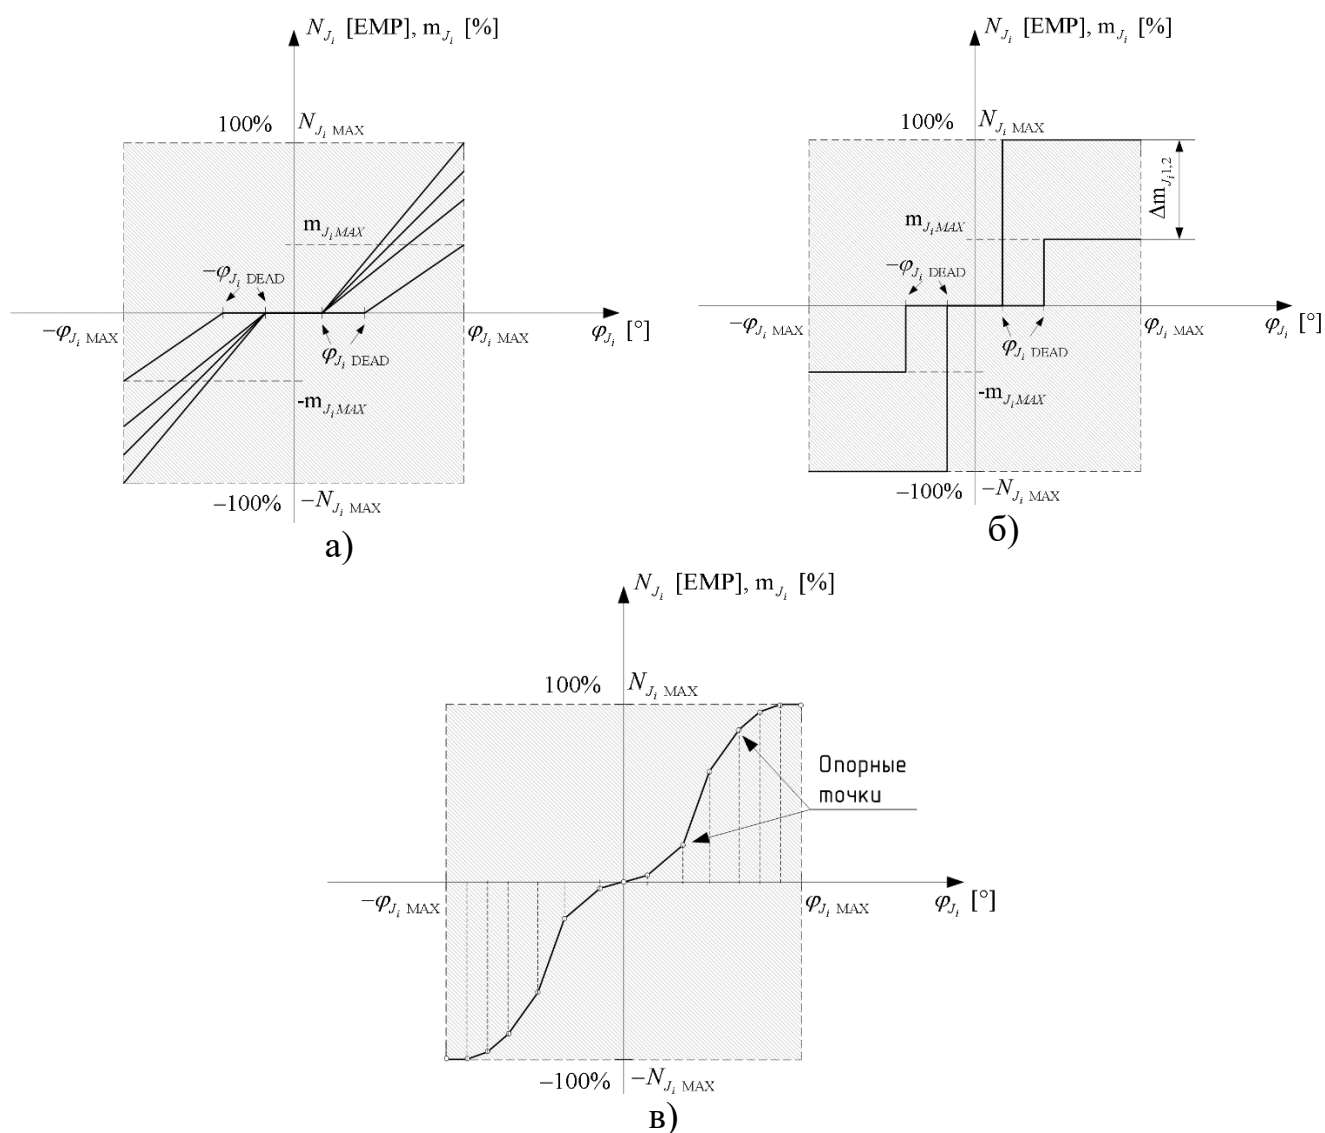 N_{J_i} [EMP], m_{J_i} [%]
100% N_{J_i MAX}
m_{J_i MAX}
−φ_{J_i DEAD}
−φ_{J_i MAX} φ_{J_i DEAD} φ_{J_i MAX} φ_{J_i} [°]
-m_{J_i MAX}
−100% −N_{J_i MAX}
а)
N_{J_i} [EMP], m_{J_i} [%]
100% N_{J_i MAX}
Δm_{J_i 1,2}
m_{J_i MAX}
−φ_{J_i DEAD}
−φ_{J_i MAX} φ_{J_i DEAD} φ_{J_i MAX} φ_{J_i} [°]
-m_{J_i MAX}
−100% −N_{J_i MAX}
б)
N_{J_i} [EMP], m_{J_i} [%]
100% N_{J_i MAX}
Опорные
точки
−φ_{J_i MAX} φ_{J_i MAX} φ_{J_i} [°]
−100% −N_{J_i MAX}
в)